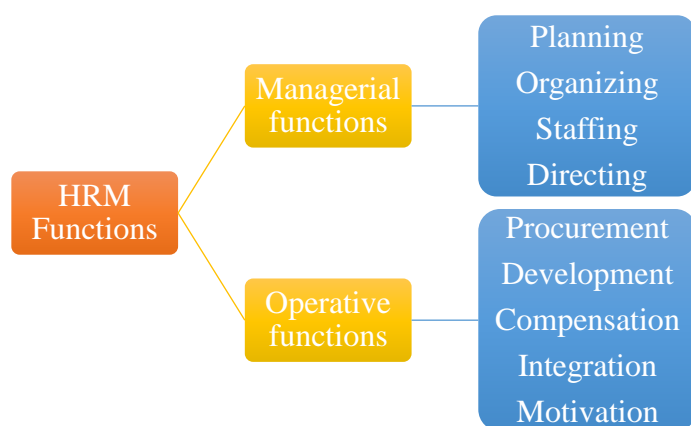 HRM
Functions
Managerial
functions
Planning
Organizing
Staffing
Directing
Operative
functions
Procurement
Development
Compensation
Integration
Motivation